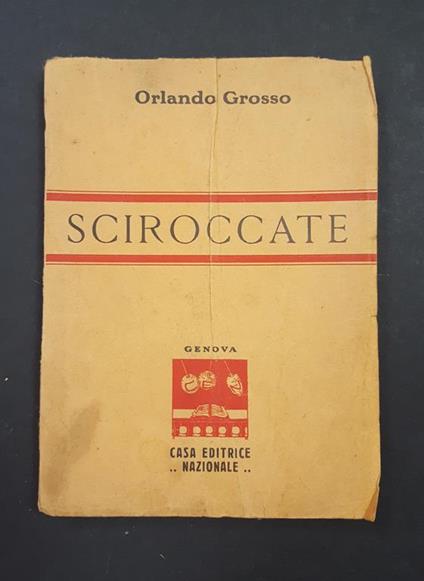 Orlando Grosso
SCIROCCATE
GENOVA
CASA EDITRICE
.. NAZIONALE ..